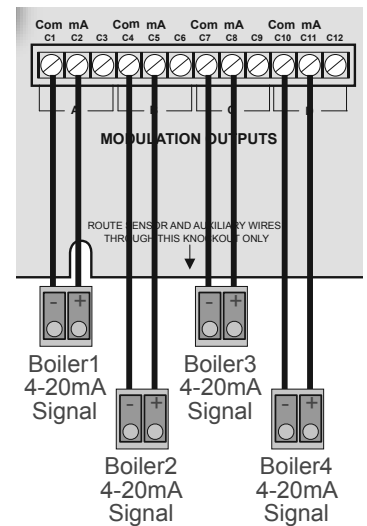 Com mA Com mA Com mA Com mA
C1 C2 C3 C4 C5 C6 C7 C8 C9 C10 C11 C12
A B C D
MODULATION OUTPUTS
ROUTE SENSOR AND AUXILIARY WIRES
THROUGH THIS KNOCKOUT ONLY
- + - +
Boiler1 Boiler3
4-20mA 4-20mA
Signal Signal
- + - +
Boiler2 Boiler4
4-20mA 4-20mA
Signal Signal